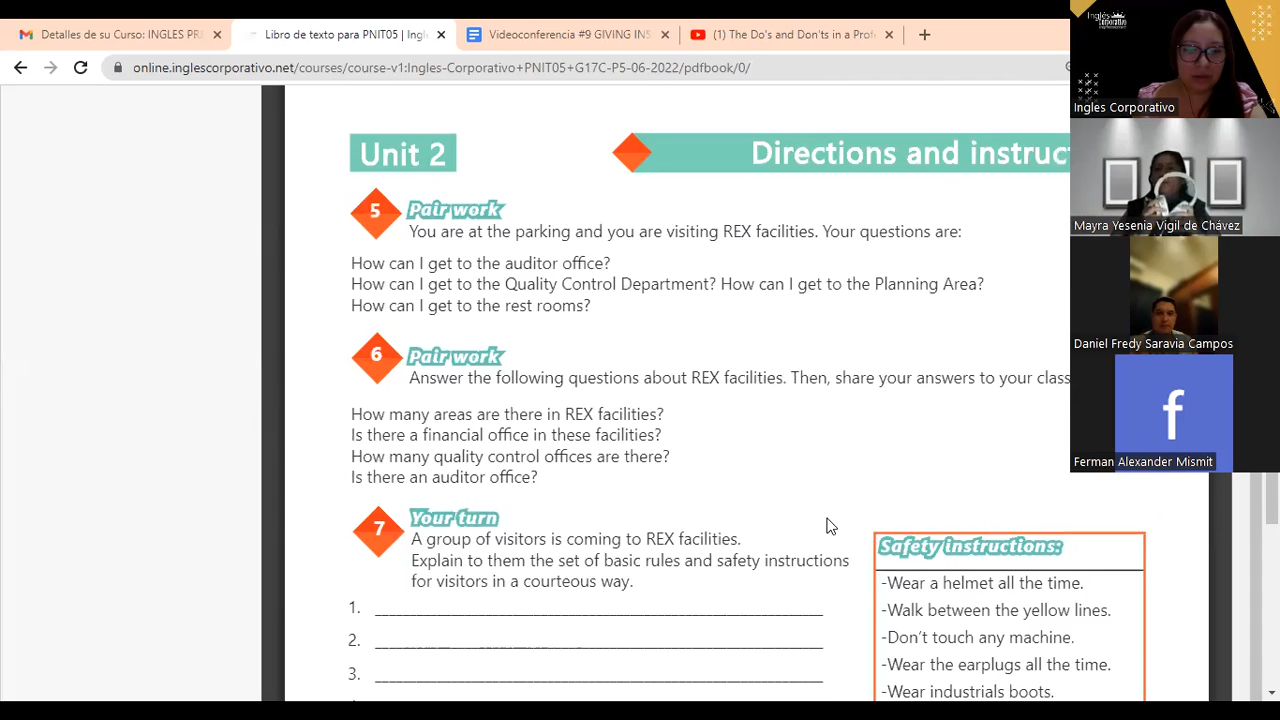 Detalles de su Curso: INGLES PRE
Libro de texto para PNIT05 | Ingl
Videoconferencia #9 GIVING INS
(1) The Do's and Don'ts in a Prof
online.inglescorporativo.net/courses/course-v1:Ingles-Corporativo+PNIT05+G17C-P5-06-2022/pdfbook/0/
Unit 2
Directions and instruc
5
Pair work
You are at the parking and you are visiting REX facilities. Your questions are:
How can I get to the auditor office?
How can I get to the Quality Control Department? How can I get to the Planning Area?
How can I get to the rest rooms?
6
Pair work
Answer the following questions about REX facilities. Then, share your answers to your class
How many areas are there in REX facilities?
Is there a financial office in these facilities?
How many quality control offices are there?
Is there an auditor office?
7
Your turn
A group of visitors is coming to REX facilities.
Explain to them the set of basic rules and safety instructions
for visitors in a courteous way.
1.
2.
3.
Safety instructions:
-Wear a helmet all the time.
-Walk between the yellow lines.
-Don't touch any machine.
-Wear the earplugs all the time.
-Wear industrials boots.
Inglés
Corporativo
Ingles Corporativo
Mayra Yesenia Vigil de Chávez
Daniel Fredy Saravia Campos
f
Ferman Alexander Mismit